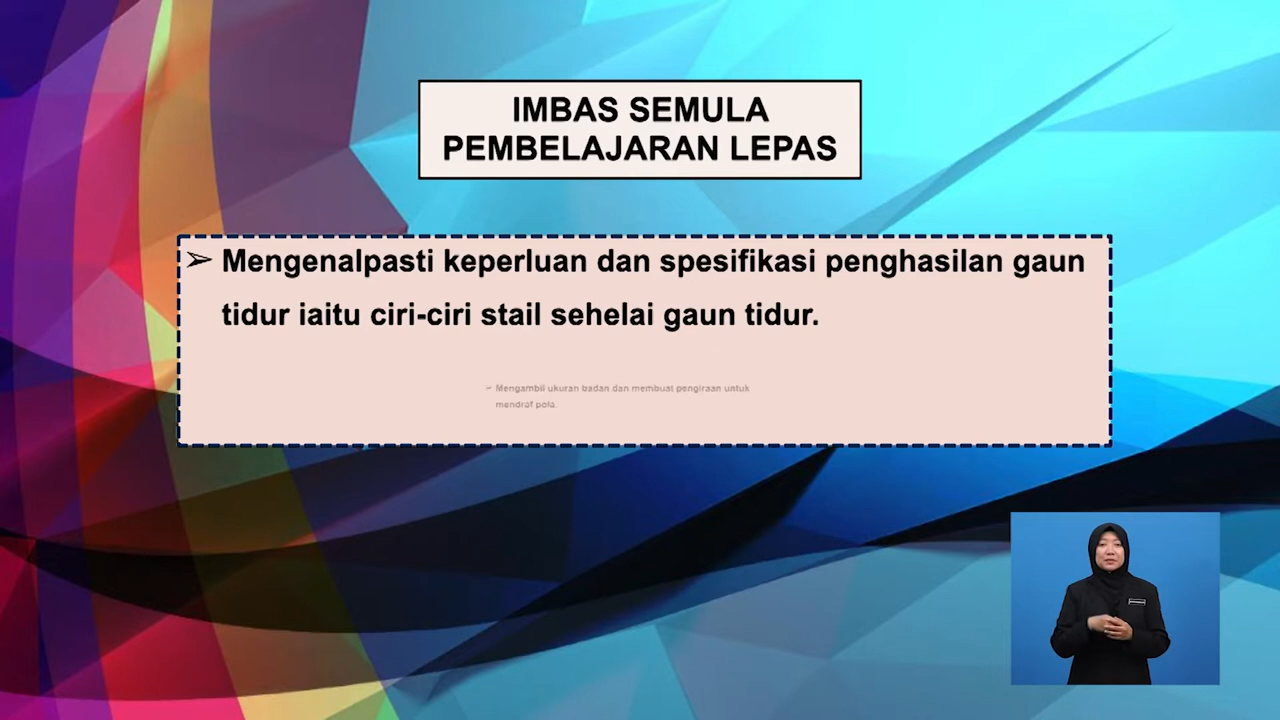 IMBAS SEMULA
PEMBELAJARAN LEPAS
➢ Mengenalpasti keperluan dan spesifikasi penghasilan gaun
tidur iaitu ciri-ciri stail sehelai gaun tidur.
➢ Mengambil ukuran badan dan membuat pengiraan untuk
mendraf pola.